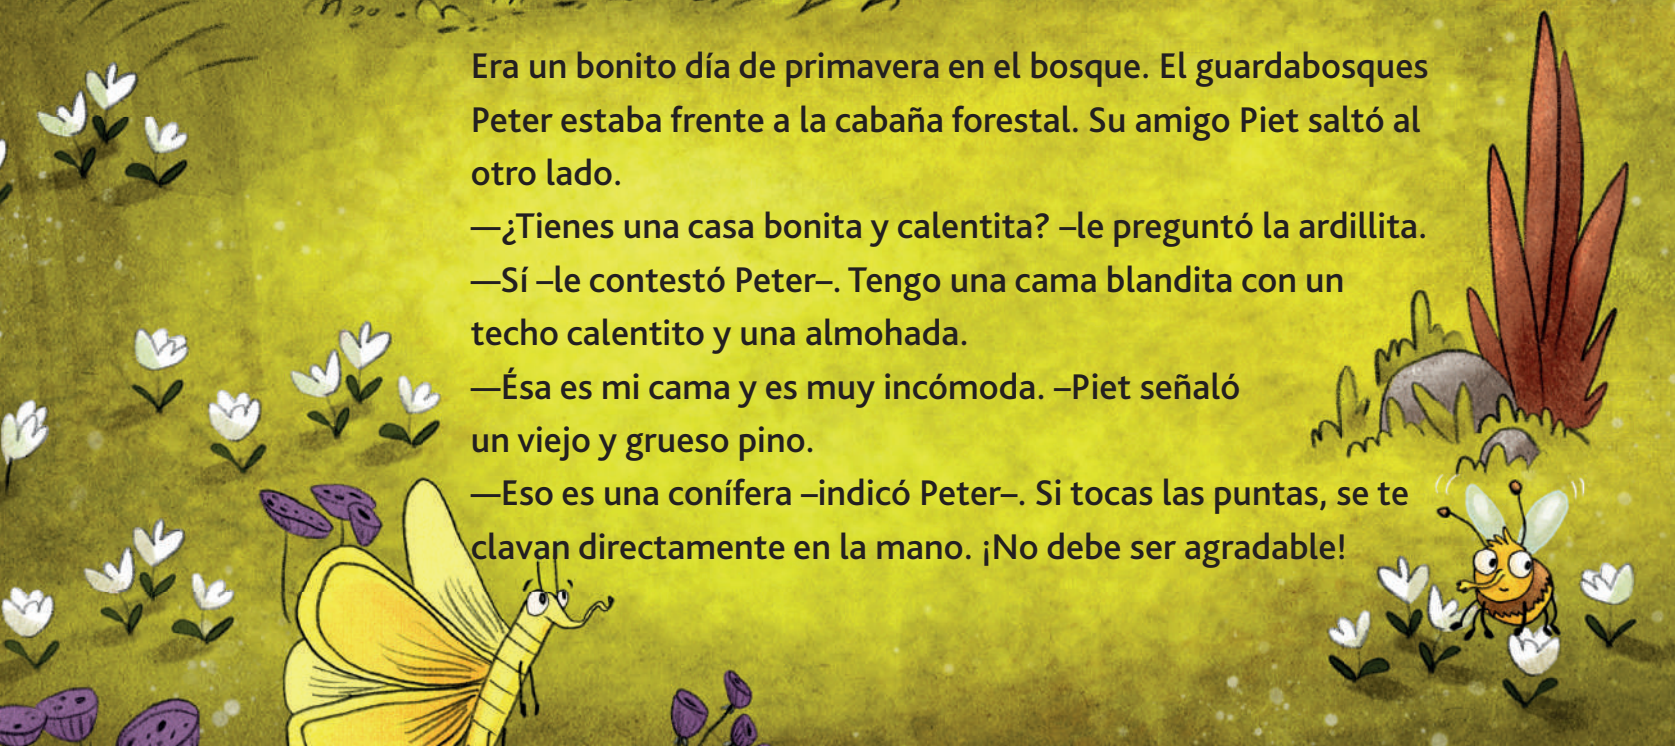 Era un bonito día de primavera en el bosque. El guardabosques
Peter estaba frente a la cabaña forestal. Su amigo Piet saltó al
otro lado.
—¿Tienes una casa bonita y calentita? –le preguntó la ardillita.
—Sí –le contestó Peter–. Tengo una cama blandita con un
techo calentito y una almohada.
—Ésa es mi cama y es muy incómoda. –Piet señaló
un viejo y grueso pino.
—Eso es una conífera –indicó Peter–. Si tocas las puntas, se te
clavan directamente en la mano. ¡No debe ser agradable!